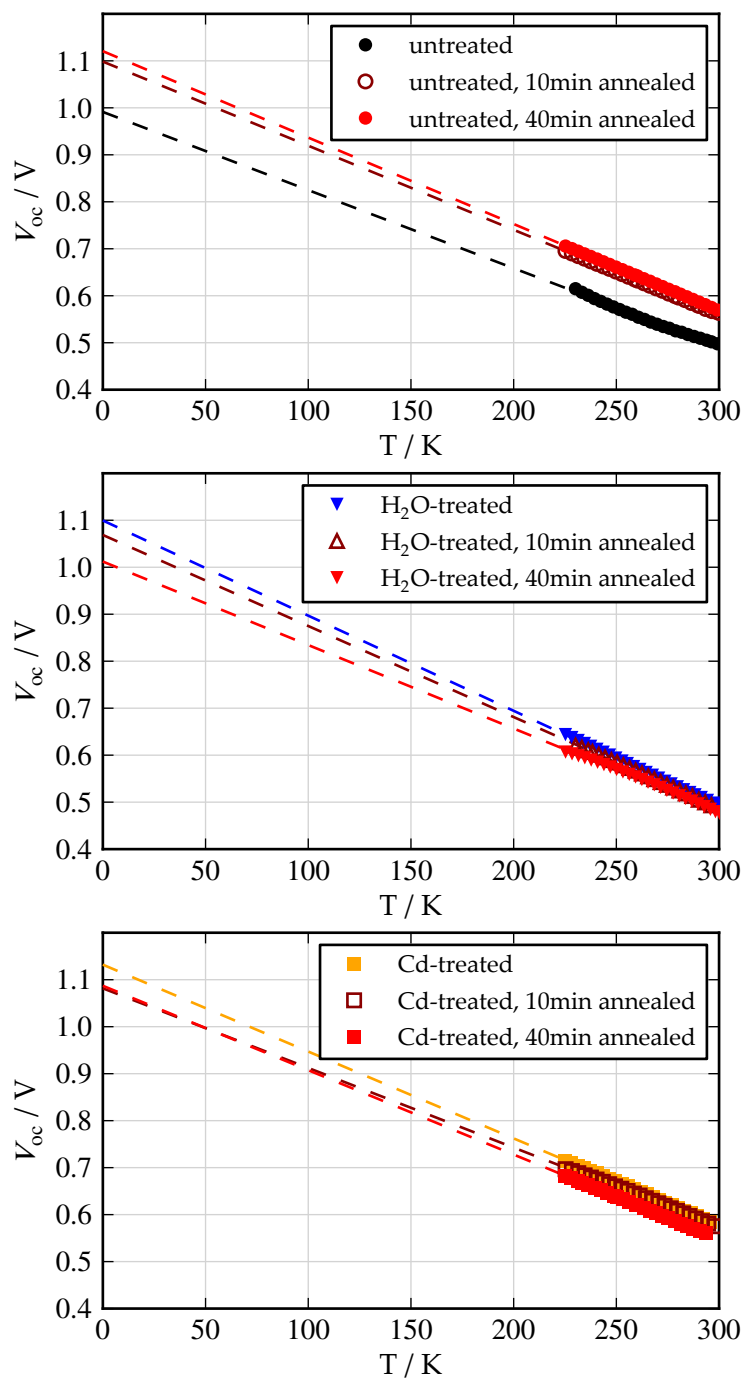 untreated
untreated, 10min annealed
untreated, 40min annealed
1.1
1.0
0.9
0.8
0.7
0.6
0.5
0.4
V_oc / V
0 50 100 150 200 250 300
T / K
H₂O-treated
H₂O-treated, 10min annealed
H₂O-treated, 40min annealed
1.1
1.0
0.9
0.8
0.7
0.6
0.5
0.4
V_oc / V
0 50 100 150 200 250 300
T / K
Cd-treated
Cd-treated, 10min annealed
Cd-treated, 40min annealed
1.1
1.0
0.9
0.8
0.7
0.6
0.5
0.4
V_oc / V
0 50 100 150 200 250 300
T / K